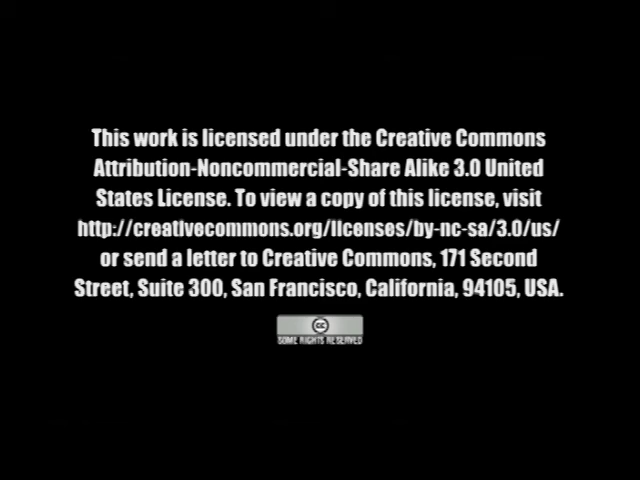 This work is licensed under the Creative Commons
Attribution-Noncommercial-Share Alike 3.0 United
States License. To view a copy of this license, visit
http://creativecommons.org/licenses/by-nc-sa/3.0/us/
or send a letter to Creative Commons, 171 Second
Street, Suite 300, San Francisco, California, 94105, USA.
cc
SOME RIGHTS RESERVED